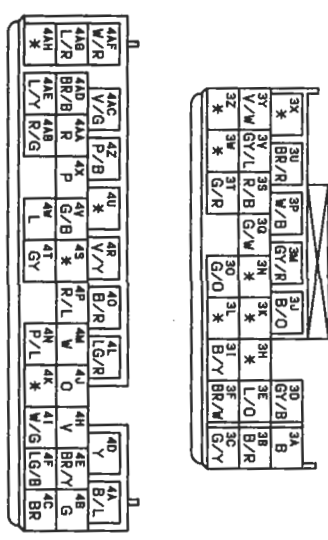 3X 3U 3P 3M 3J 3D 3A
* BR/R W/B GY/R B/O GY/B B
3Y 3V 3S 3Q 3N 3K 3H 3E 3B
V/W GY/L R/B G/W * * * L/O B/R
3Z 3W 3T 3O 3L 3I 3F 3C
* * G/R G/O * B/Y BR/W G/Y
4AF 4AC 4Z 4U 4R 4O 4L 4D 4A
W/R V/G P/B * V/Y B/R LG/R Y B/L
4AG 4AD 4AA 4X 4V 4S 4P 4M 4J 4H 4E 4B
L/R BR/B R P G/B * R/L W O V BR/Y G
4AH 4AE 4AB 4W 4T 4N 4K 4I 4F 4C
* L/Y R/G L GY P/L * W/G LG/B BR